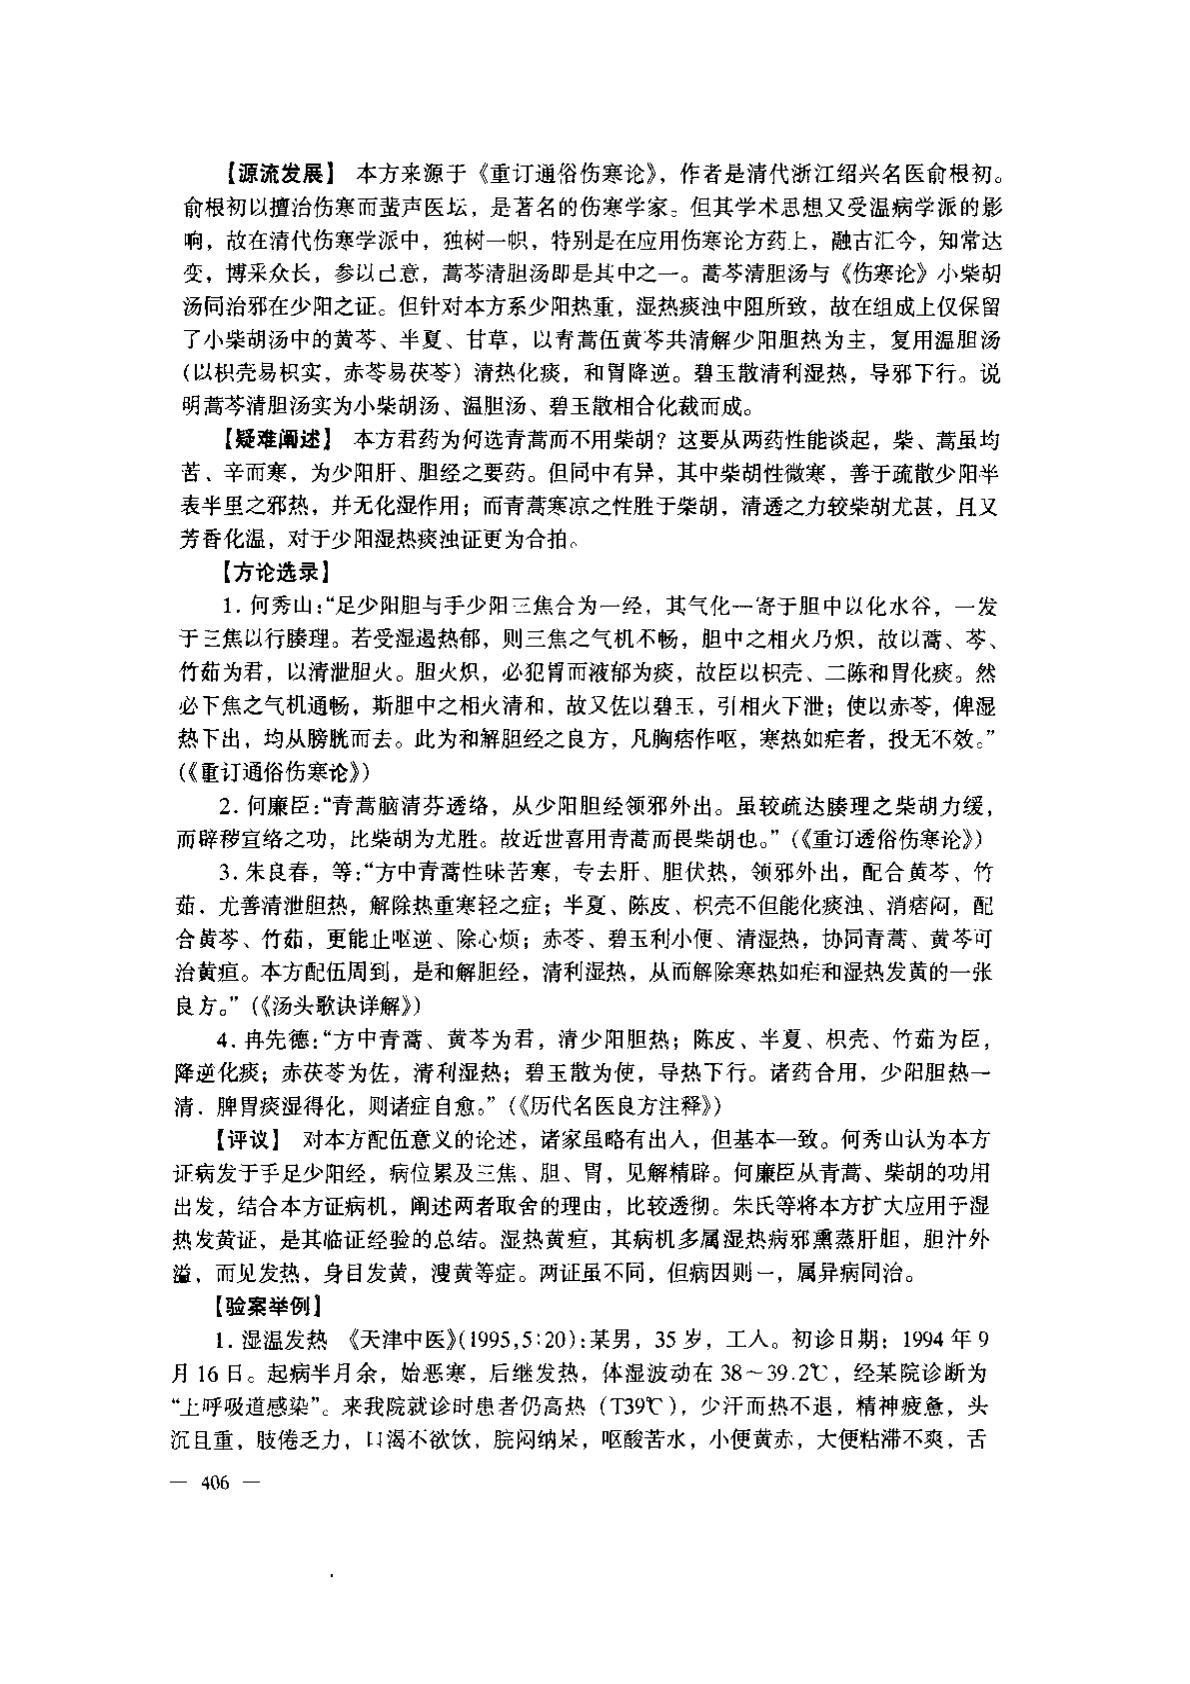 【源流发展】 本方来源于《重订通俗伤寒论》，作者是清代浙江绍兴名医俞根初。
俞根初以擅治伤寒而蜚声医坛，是著名的伤寒学家。但其学术思想又受温病学派的影
响，故在清代伤寒学派中，独树一帜，特别是在应用伤寒论方药上，融古汇今，知常达
变，博采众长，参以己意，蒿芩清胆汤即是其中之一。蒿芩清胆汤与《伤寒论》小柴胡
汤同治邪在少阳之证。但针对本方系少阳热重，湿热痰浊中阻所致，故在组成上仅保留
了小柴胡汤中的黄芩、半夏、甘草，以青蒿伍黄芩共清解少阳胆热为主，复用温胆汤
(以枳壳易枳实，赤苓易茯苓）清热化痰，和胃降逆。碧玉散清利湿热，导邪下行。说
明蒿芩清胆汤实为小柴胡汤、温胆汤、碧玉散相合化裁而成。
【疑难阐述】 本方君药为何选青蒿而不用柴胡？这要从两药性能谈起，柴、蒿虽均
苦、辛而寒，为少阳肝、胆经之要药。但同中有异，其中柴胡性微寒，善于疏散少阳半
表半里之邪热，并无化湿作用；而青蒿寒凉之性胜于柴胡，清透之力较柴胡尤甚，且又
芳香化温，对于少阳湿热痰浊证更为合拍。
【方论选录】
1. 何秀山：“足少阳胆与手少阳三焦合为一经，其气化一寄于胆中以化水谷，一发
于三焦以行腠理。若受湿遏热郁，则三焦之气机不畅，胆中之相火乃炽，故以蒿、芩、
竹茹为君，以清泄胆火。胆火炽，必犯胃而液郁为痰，故臣以枳壳、二陈和胃化痰。然
必下焦之气机通畅，斯胆中之相火清和，故又佐以碧玉，引相火下泄；使以赤苓，俾湿
热下出，均从膀胱而去。此为和解胆经之良方，凡胸痞作呕，寒热如疟者，投无不效。”
(《重订通俗伤寒论》)
2. 何廉臣：“青蒿脑清芬透络，从少阳胆经领邪外出。虽较疏达腠理之柴胡力缓，
而辟秽宣络之功，比柴胡为尤胜。故近世喜用青蒿而畏柴胡也。”（《重订透俗伤寒论》）
3. 朱良春，等：“方中青蒿性味苦寒，专去肝、胆伏热，领邪外出，配合黄芩、竹
茹，尤善清泄胆热，解除热重寒轻之症；半夏、陈皮、枳壳不但能化痰浊、消痞闷，配
合黄芩、竹茹，更能止呕逆、除心烦；赤苓、碧玉利小便、清湿热，协同青蒿、黄芩可
治黄疸。本方配伍周到，是和解胆经，清利湿热，从而解除寒热如疟和湿热发黄的一张
良方。”（《汤头歌诀详解》）
4. 冉先德：“方中青蒿、黄芩为君，清少阳胆热；陈皮、半夏、枳壳、竹茹为臣，
降逆化痰；赤茯苓为佐，清利湿热；碧玉散为使，导热下行。诸药合用，少阳胆热一
清，脾胃痰湿得化，则诸症自愈。”（《历代名医良方注释》）
【评议】 对本方配伍意义的论述，诸家虽略有出入，但基本一致。何秀山认为本方
证病发于手足少阳经，病位累及三焦、胆、胃，见解精辟。何廉臣从青蒿、柴胡的功用
出发，结合本方证病机，阐述两者取舍的理由，比较透彻。朱氏等将本方扩大应用于湿
热发黄证，是其临证经验的总结。湿热黄疸，其病机多属湿热病邪熏蒸肝胆，胆汁外
溢，而见发热、身目发黄，溲黄等症。两证虽不同，但病因则一，属异病同治。
【验案举例】
1. 湿温发热 《天津中医》(1995,5:20)：某男，35岁，工人。初诊日期：1994年9
月16日。起病半月余，始恶寒，后继发热，体湿波动在38～39.2℃，经某院诊断为
“上呼吸道感染”。来我院就诊时患者仍高热（T39℃），少汗而热不退，精神疲惫，头
沉且重，肢倦乏力，口渴不欲饮，脘闷纳呆，呕酸苦水，小便黄赤，大便粘滞不爽，舌
— 406 —